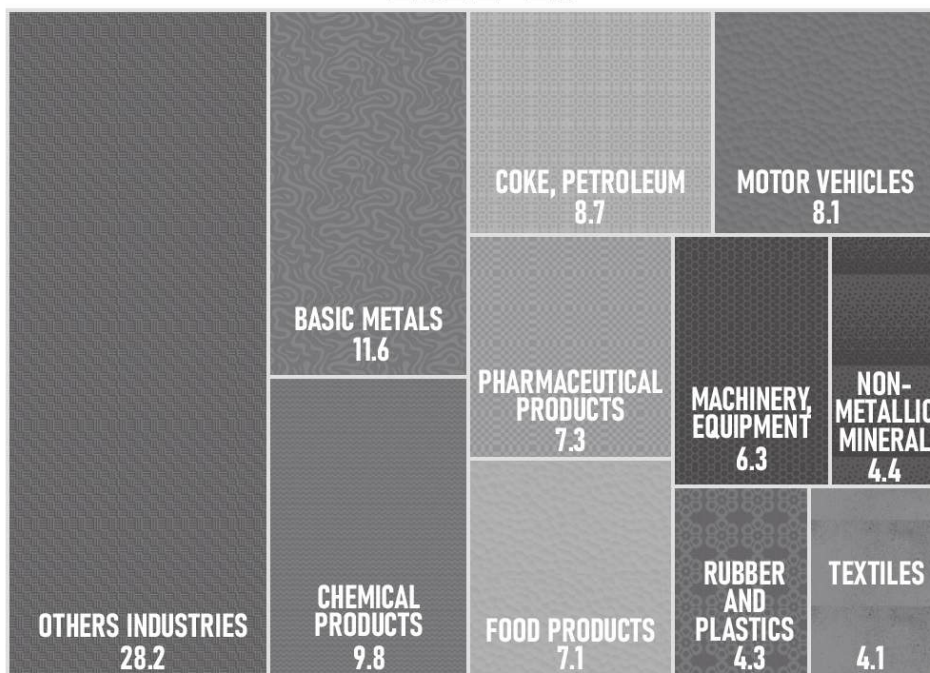 COKE, PETROLEUM
8.7
MOTOR VEHICLES
8.1
BASIC METALS
11.6
PHARMACEUTICAL
PRODUCTS
7.3
MACHINERY,
EQUIPMENT
6.3
NON-
METALLIC
MINERAL
4.4
OTHERS INDUSTRIES
28.2
CHEMICAL
PRODUCTS
9.8
FOOD PRODUCTS
7.1
RUBBER
AND
PLASTICS
4.3
TEXTILES
4.1